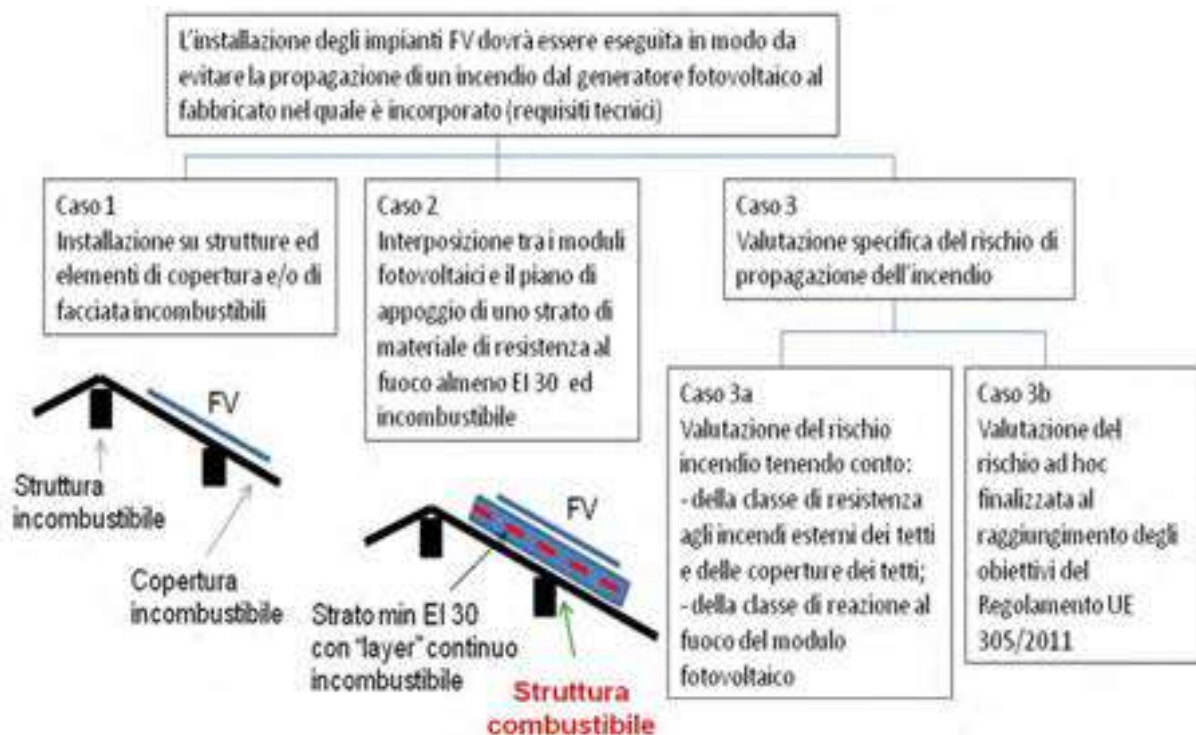 L'installazione degli impianti FV dovrà essere eseguita in modo da
evitare la propagazione di un incendio dal generatore fotovoltaico al
fabbricato nel quale è incorporato (requisiti tecnici)
Caso 1
Installazione su strutture ed
elementi di copertura e/o di
facciata incombustibili
Caso 2
Interposizione tra i moduli
fotovoltaici e il piano di
appoggio di uno strato di
materiale di resistenza al
fuoco almeno EI 30 ed
incombustibile
Caso 3
Valutazione specifica del rischio di
propagazione dell'incendio
Caso 3a
Valutazione del rischio
incendio tenendo conto:
- della classe di resistenza
agli incendi esterni dei tetti
e delle coperture dei tetti;
- della classe di reazione al
fuoco del modulo
fotovoltaico
Caso 3b
Valutazione del
rischio ad hoc
finalizzata al
raggiungimento degli
obiettivi del
Regolamento UE
305/2011
FV
Struttura
incombustibile
Copertura
incombustibile
FV
Strato min EI 30
con "layer" continuo
incombustibile
Struttura
combustibile